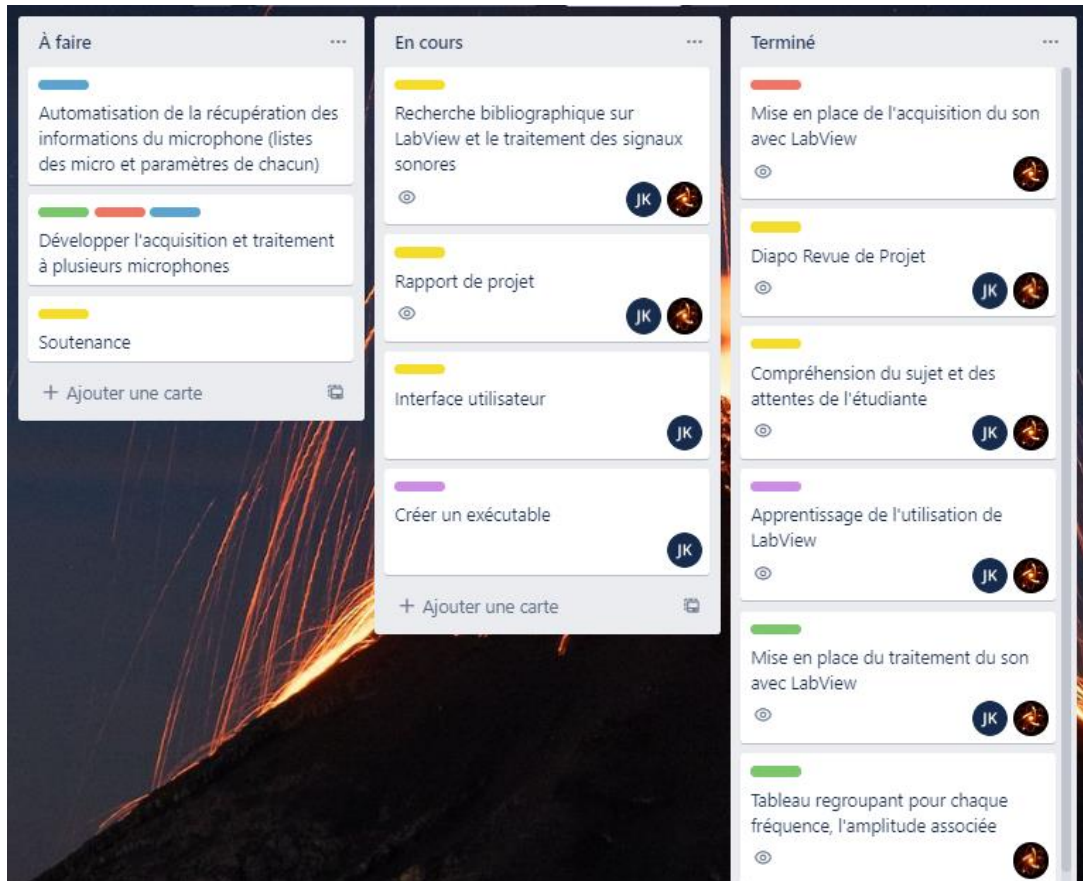 À faire
Automatisation de la récupération des
informations du microphone (listes
des micro et paramètres de chacun)
Développer l'acquisition et traitement
à plusieurs microphones
Soutenance
+ Ajouter une carte
En cours
Recherche bibliographique sur
LabView et le traitement des signaux
sonores
JK
Rapport de projet
JK
Interface utilisateur
JK
Créer un exécutable
JK
+ Ajouter une carte
Terminé
Mise en place de l'acquisition du son
avec LabView
Diapo Revue de Projet
JK
Compréhension du sujet et des
attentes de l'étudiante
JK
Apprentissage de l'utilisation de
LabView
JK
Mise en place du traitement du son
avec LabView
JK
Tableau regroupant pour chaque
fréquence, l'amplitude associée